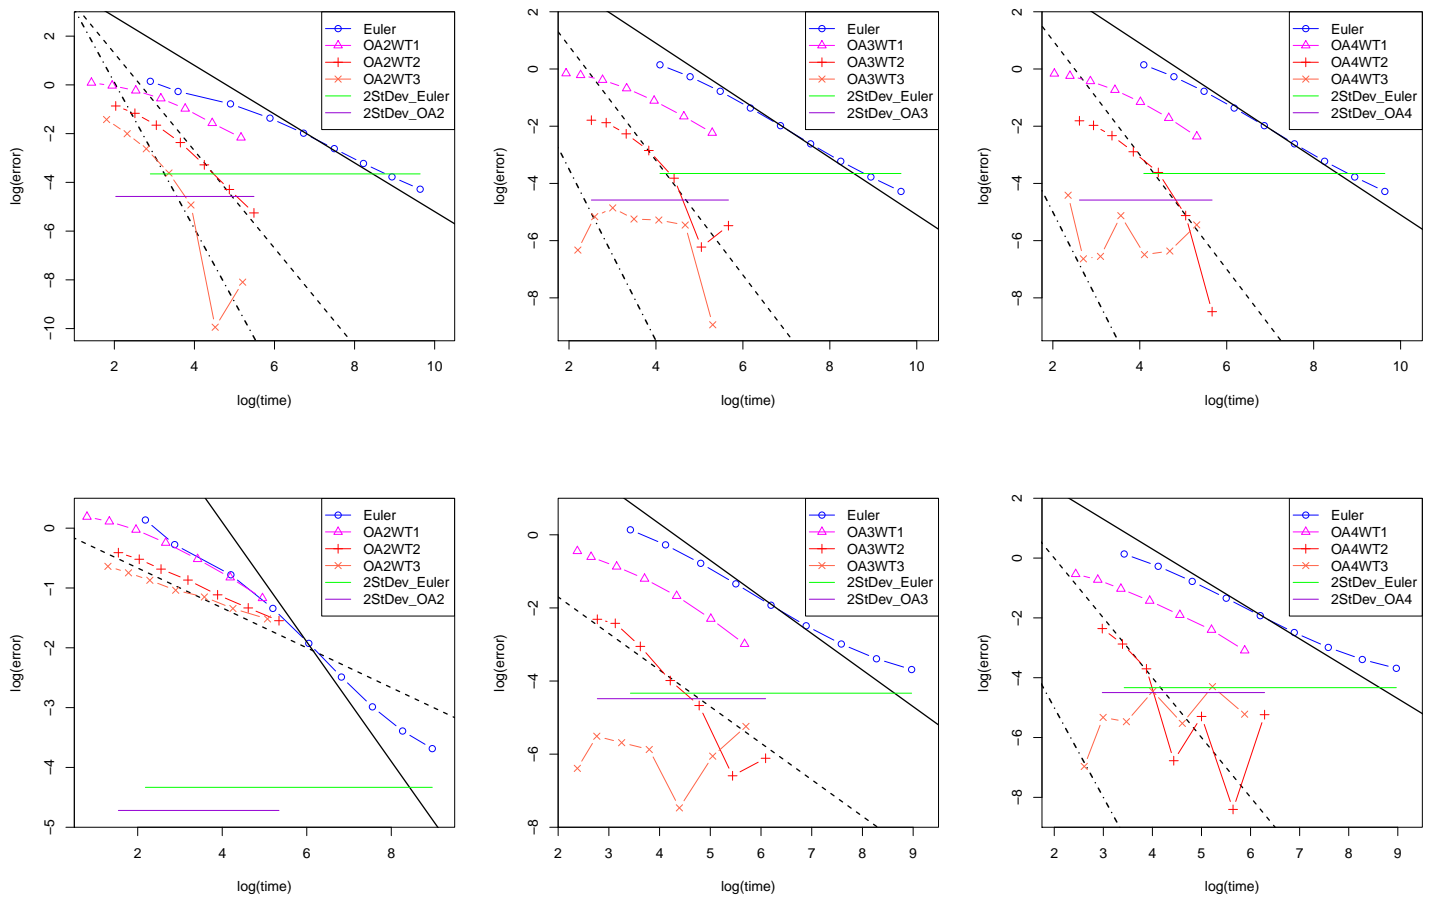 Euler
OA2WT1
OA2WT2
OA2WT3
2StDev_Euler
2StDev_OA2
log(error)
2
0
-2
-4
-6
-8
-10
2
4
6
8
10
log(time)
Euler
OA3WT1
OA3WT2
OA3WT3
2StDev_Euler
2StDev_OA3
log(error)
2
0
-2
-4
-6
-8
2
4
6
8
10
log(time)
Euler
OA4WT1
OA4WT2
OA4WT3
2StDev_Euler
2StDev_OA4
log(error)
2
0
-2
-4
-6
-8
2
4
6
8
10
log(time)
Euler
OA2WT1
OA2WT2
OA2WT3
2StDev_Euler
2StDev_OA2
log(error)
0
-1
-2
-3
-4
-5
2
4
6
8
log(time)
Euler
OA3WT1
OA3WT2
OA3WT3
2StDev_Euler
2StDev_OA3
log(error)
0
-2
-4
-6
-8
2
3
4
5
6
7
8
9
log(time)
Euler
OA4WT1
OA4WT2
OA4WT3
2StDev_Euler
2StDev_OA4
log(error)
2
0
-2
-4
-6
-8
2
3
4
5
6
7
8
9
log(time)